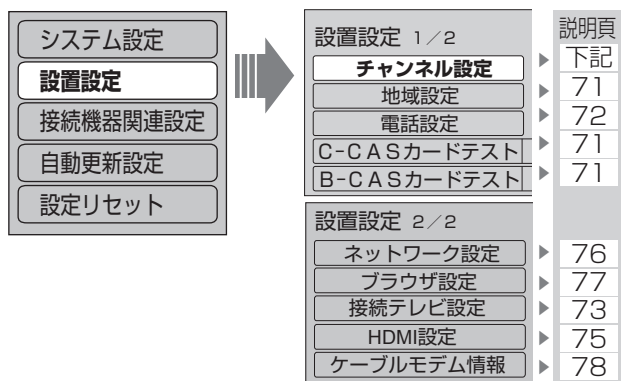 システム設定
設置設定
接続機器関連設定
自動更新設定
設定リセット
設置設定 1／2
説明頁
チャンネル設定 下記
地域設定 71
電話設定 72
C-CASカードテスト 71
B-CASカードテスト 71
設置設定 2／2
ネットワーク設定 76
ブラウザ設定 77
接続テレビ設定 73
HDMI設定 75
ケーブルモデム情報 78